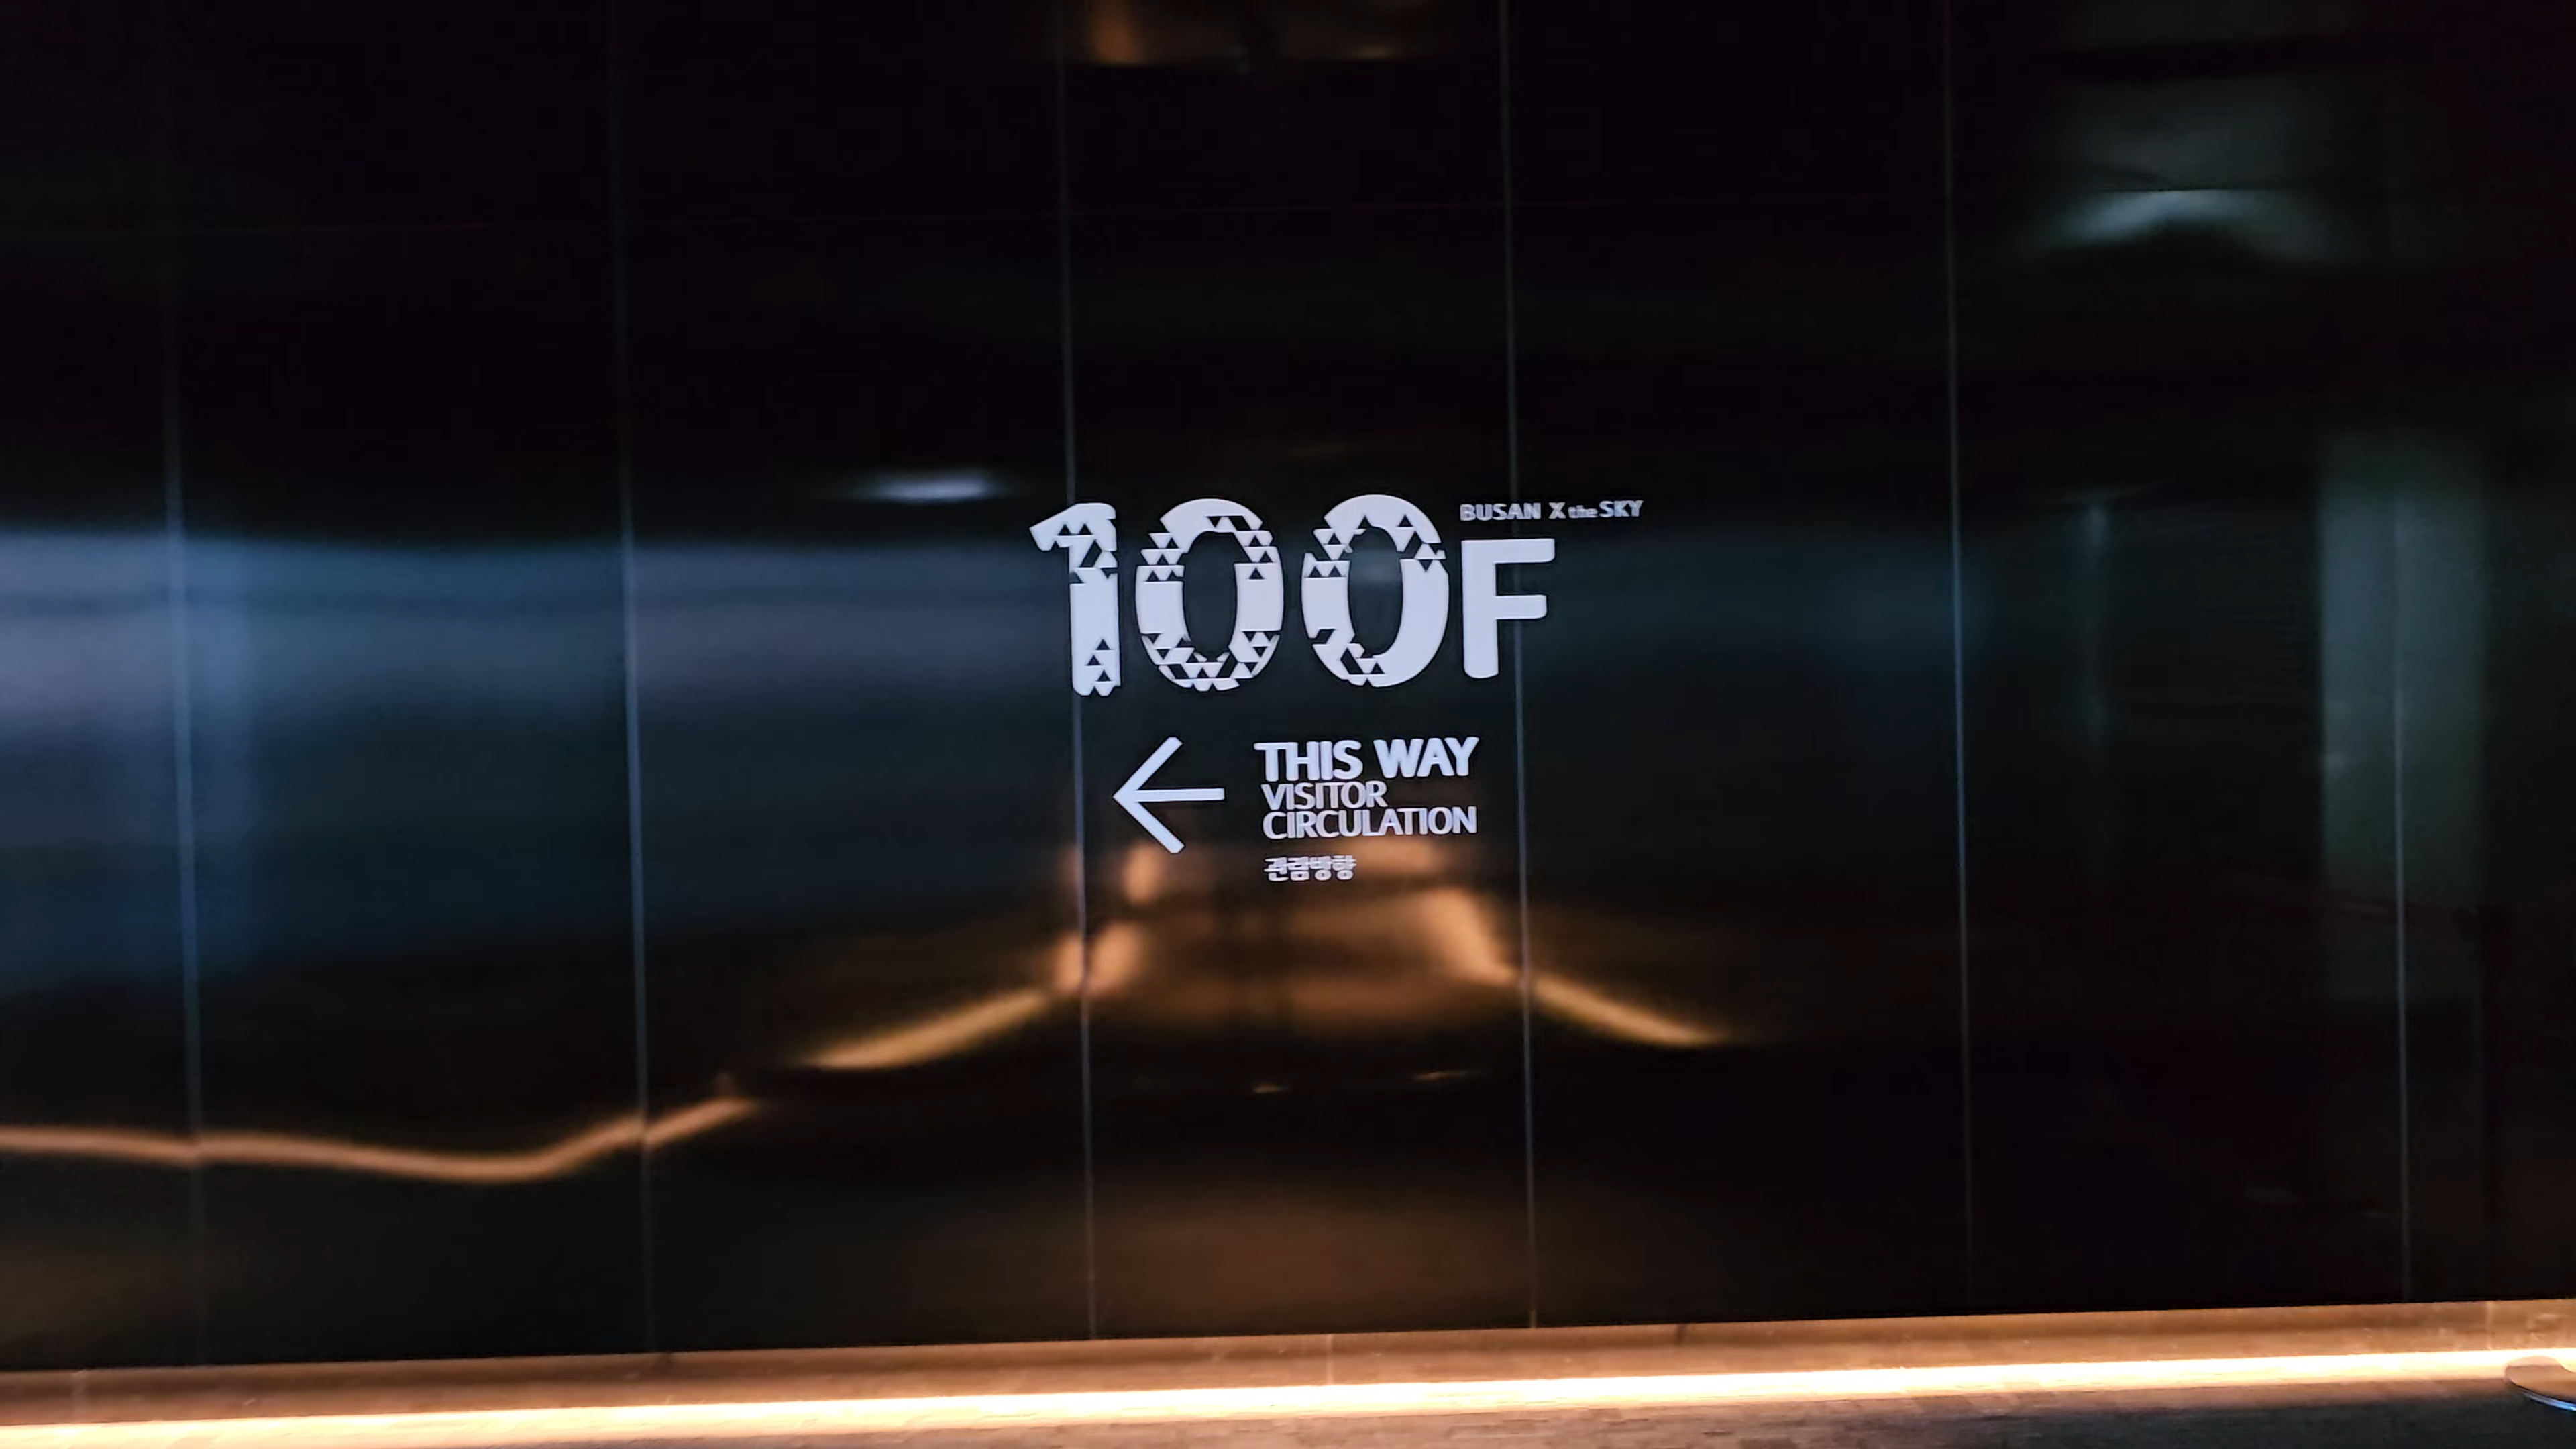 BUSAN X the SKY
100F
THIS WAY
VISITOR
CIRCULATION
관람방향